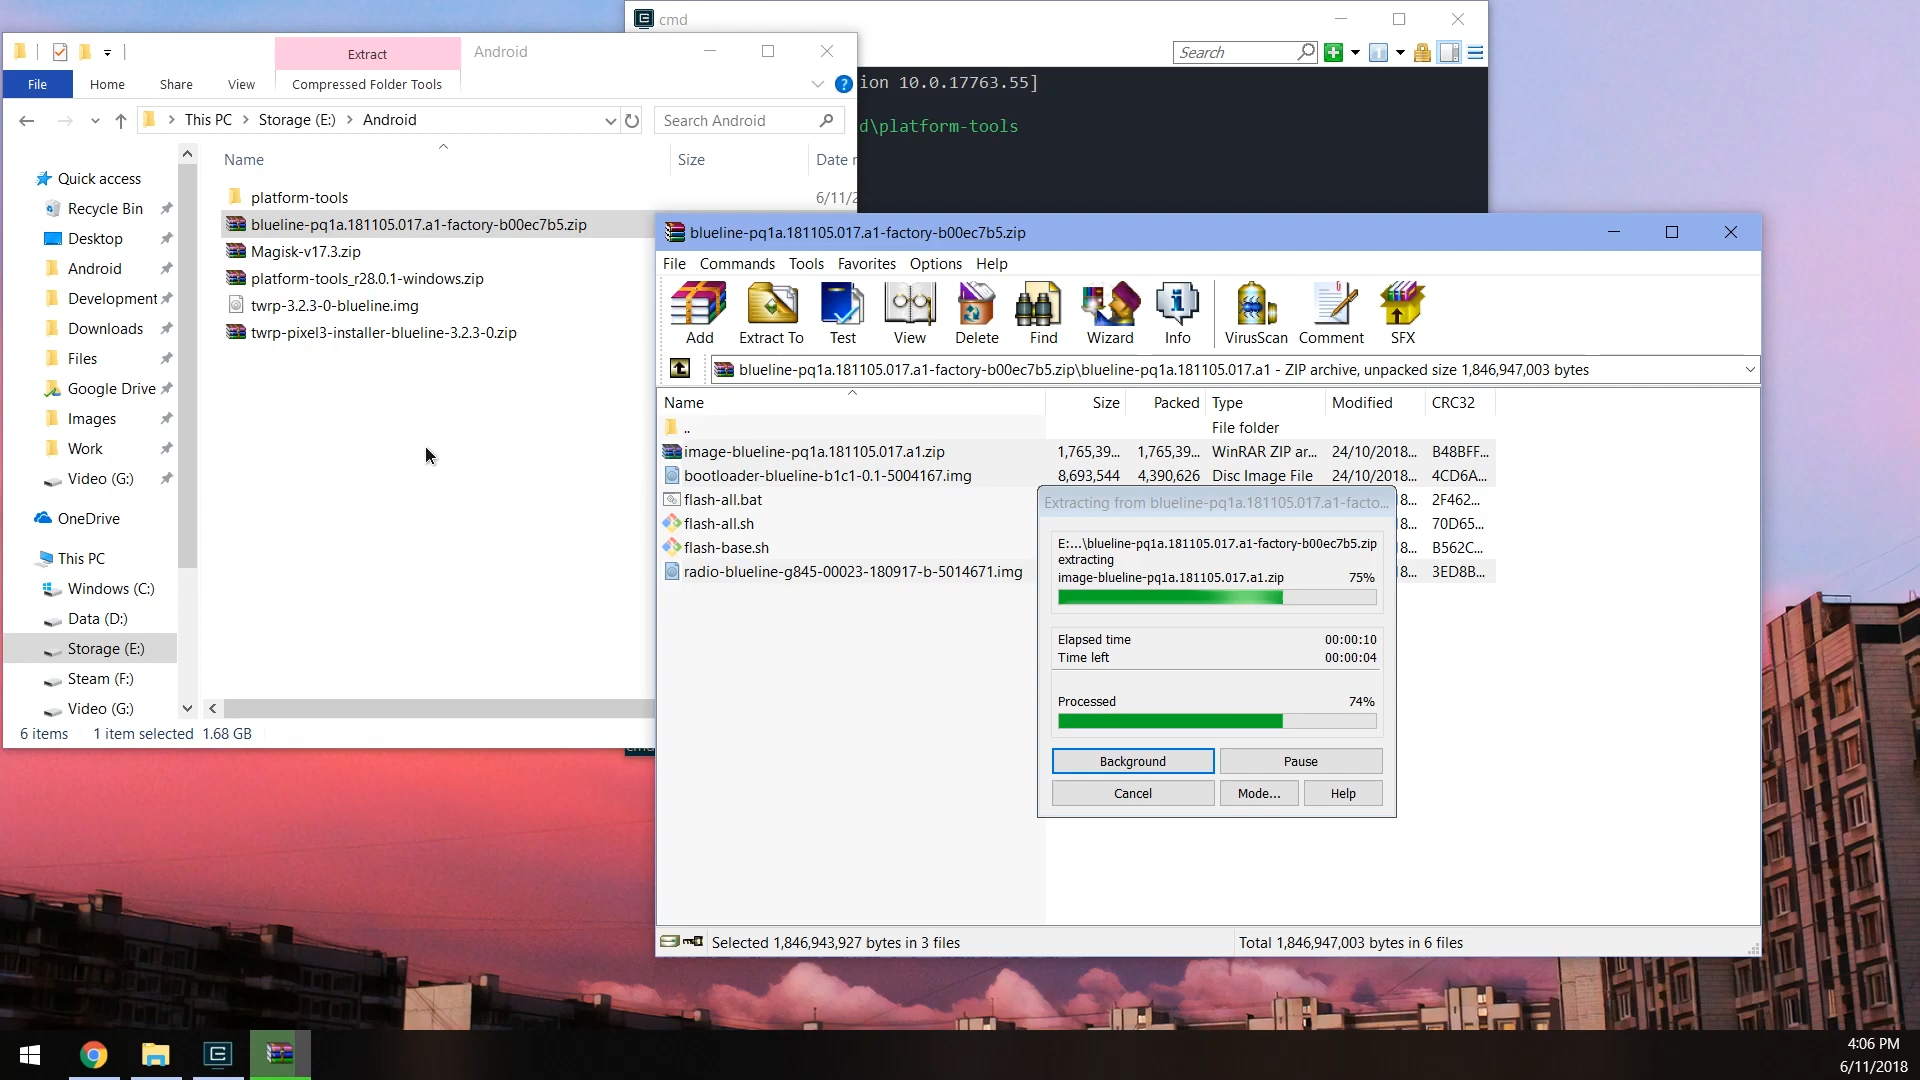 cmd
Search
ion 10.0.17763.55]
d\platform-tools
Extract
Android
File
Home
Share
View
Compressed Folder Tools
This PC
Storage (E:)
Android
Search Android
Name
Size
Date r
platform-tools
6/11/2
blueline-pq1a.181105.017.a1-factory-b00ec7b5.zip
Magisk-v17.3.zip
platform-tools_r28.0.1-windows.zip
twrp-3.2.3-0-blueline.img
twrp-pixel3-installer-blueline-3.2.3-0.zip
Quick access
Recycle Bin
Desktop
Android
Development
Downloads
Files
Google Drive
Images
Work
Video (G:)
OneDrive
This PC
Windows (C:)
Data (D:)
Storage (E:)
Steam (F:)
Video (G:)
6 items
1 item selected 1.68 GB
blueline-pq1a.181105.017.a1-factory-b00ec7b5.zip
File
Commands
Tools
Favorites
Options
Help
Add
Extract To
Test
View
Delete
Find
Wizard
Info
VirusScan
Comment
SFX
blueline-pq1a.181105.017.a1-factory-b00ec7b5.zip\blueline-pq1a.181105.017.a1 - ZIP archive, unpacked size 1,846,947,003 bytes
Name
Size
Packed
Type
Modified
CRC32
..
File folder
image-blueline-pq1a.181105.017.a1.zip 1,765,39... 1,765,39... WinRAR ZIP ar... 24/10/2018... B48BFF...
bootloader-blueline-b1c1-0.1-5004167.img 8,693,544 4,390,626 Disc Image File 24/10/2018... 4CD6A...
flash-all.bat 18... 2F462...
flash-all.sh 18... 70D65...
flash-base.sh 18... B562C...
radio-blueline-g845-00023-180917-b-5014671.img 18... 3ED8B...
Extracting from blueline-pq1a.181105.017.a1-facto...
E:...\blueline-pq1a.181105.017.a1-factory-b00ec7b5.zip
extracting
image-blueline-pq1a.181105.017.a1.zip 75%
Elapsed time 00:00:10
Time left 00:00:04
Processed 74%
Background
Pause
Cancel
Mode...
Help
Selected 1,846,943,927 bytes in 3 files
Total 1,846,947,003 bytes in 6 files
4:06 PM
6/11/2018